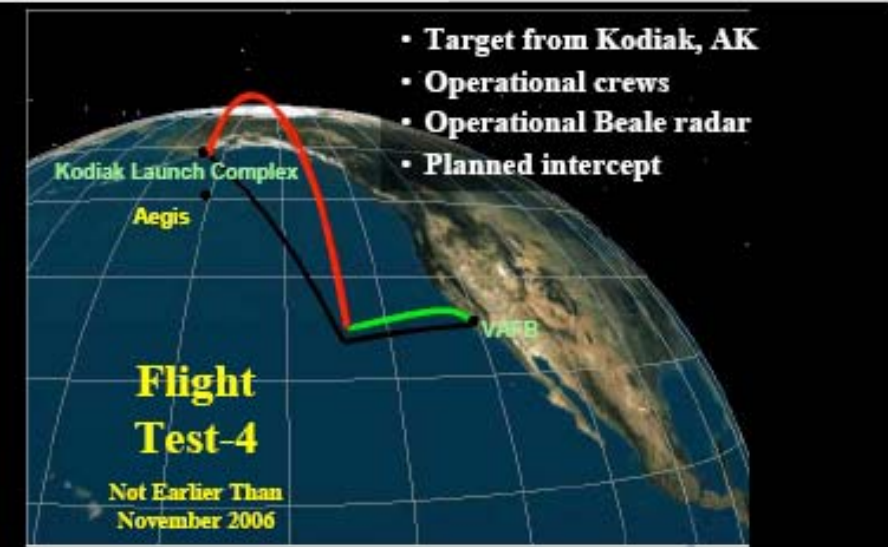 • Target from Kodiak, AK
• Operational crews
• Operational Beale radar
• Planned intercept
Kodiak Launch Complex
Aegis
VAFB
Flight
Test-4
Not Earlier Than
November 2006